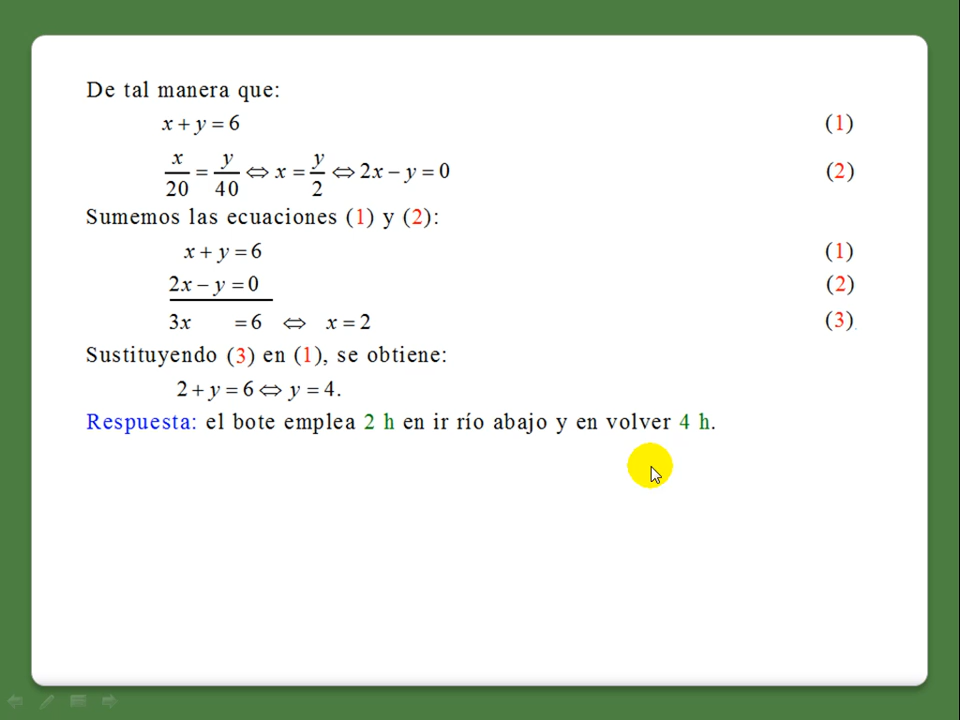 De tal manera que:
x + y = 6 (1)
x/20 = y/40 ⇔ x = y/2 ⇔ 2x − y = 0 (2)
Sumemos las ecuaciones (1) y (2):
x + y = 6 (1)
2x − y = 0 (2)
3x = 6 ⇔ x = 2 (3)
Sustituyendo (3) en (1), se obtiene:
2 + y = 6 ⇔ y = 4.
Respuesta: el bote emplea 2 h en ir río abajo y en volver 4 h.